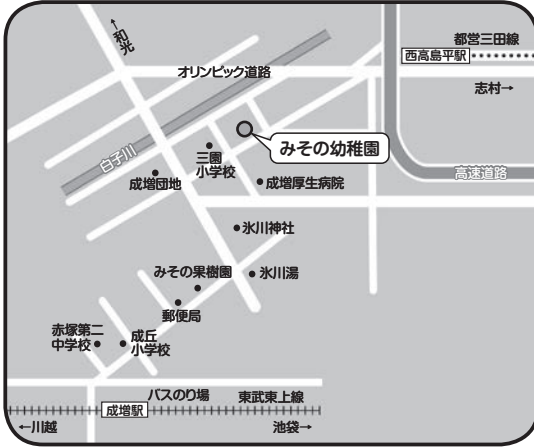 ↑和光
都営三田線
西高島平駅
オリンピック道路
志村→
白子川
みその幼稚園
三園
小学校
成増団地
成増厚生病院
高速道路
氷川神社
みその果樹園
氷川湯
郵便局
赤塚第二
中学校
成丘
小学校
バスのり場
東武東上線
成増駅
←川越
池袋→